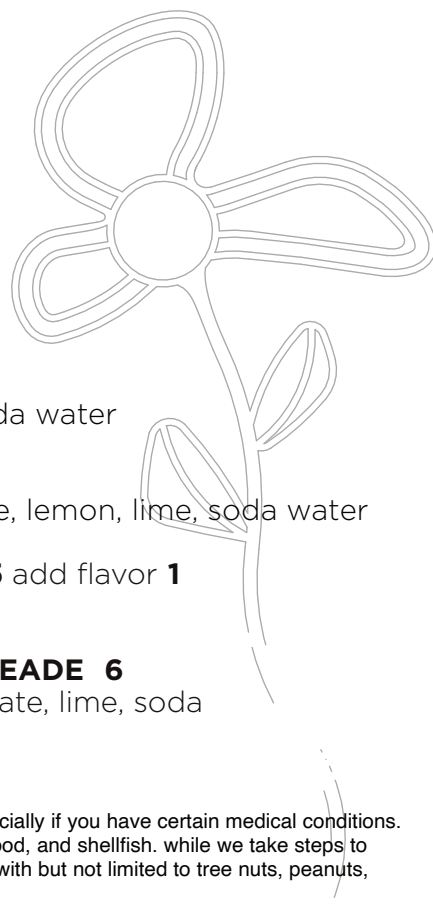 da water
e, lemon, lime, soda water
add flavor 1
EADE 6
ate, lime, soda
cially if you have certain medical conditions.
ood, and shellfish. while we take steps to
with but not limited to tree nuts, peanuts,